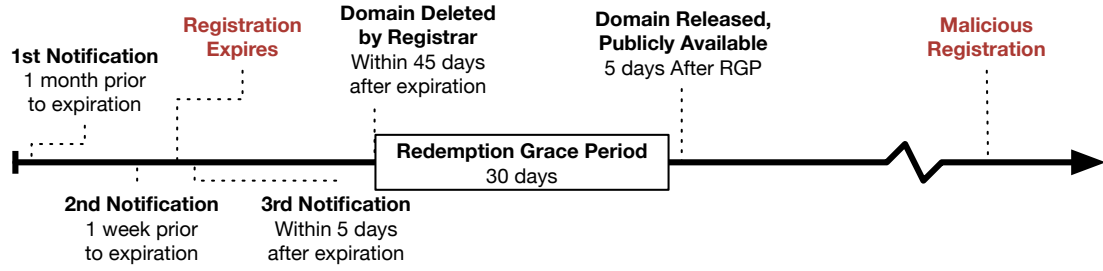 1st Notification
1 month prior
to expiration
Registration
Expires
Domain Deleted
by Registrar
Within 45 days
after expiration
Domain Released,
Publicly Available
5 days After RGP
Malicious
Registration
Redemption Grace Period
30 days
2nd Notification
1 week prior
to expiration
3rd Notification
Within 5 days
after expiration